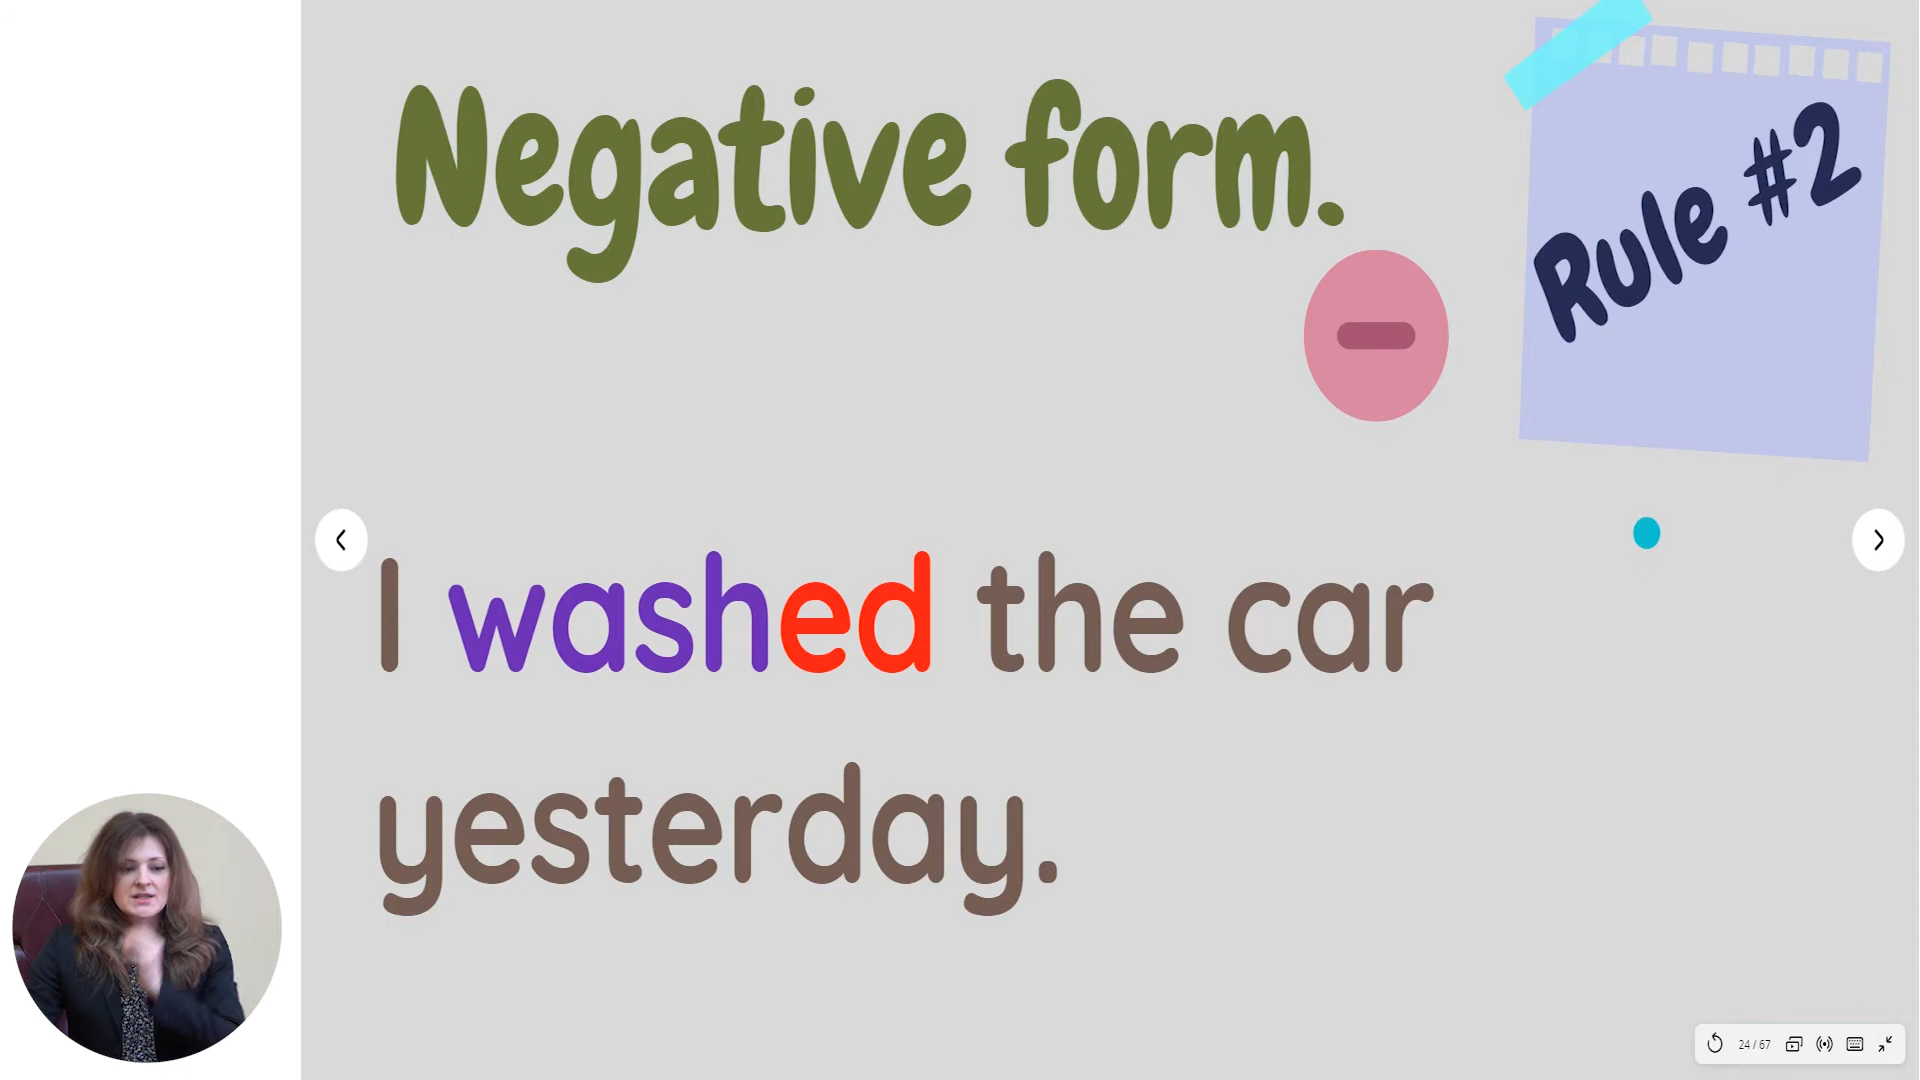 Negative form.
Rule #2
I washed the car
yesterday.
24 / 67